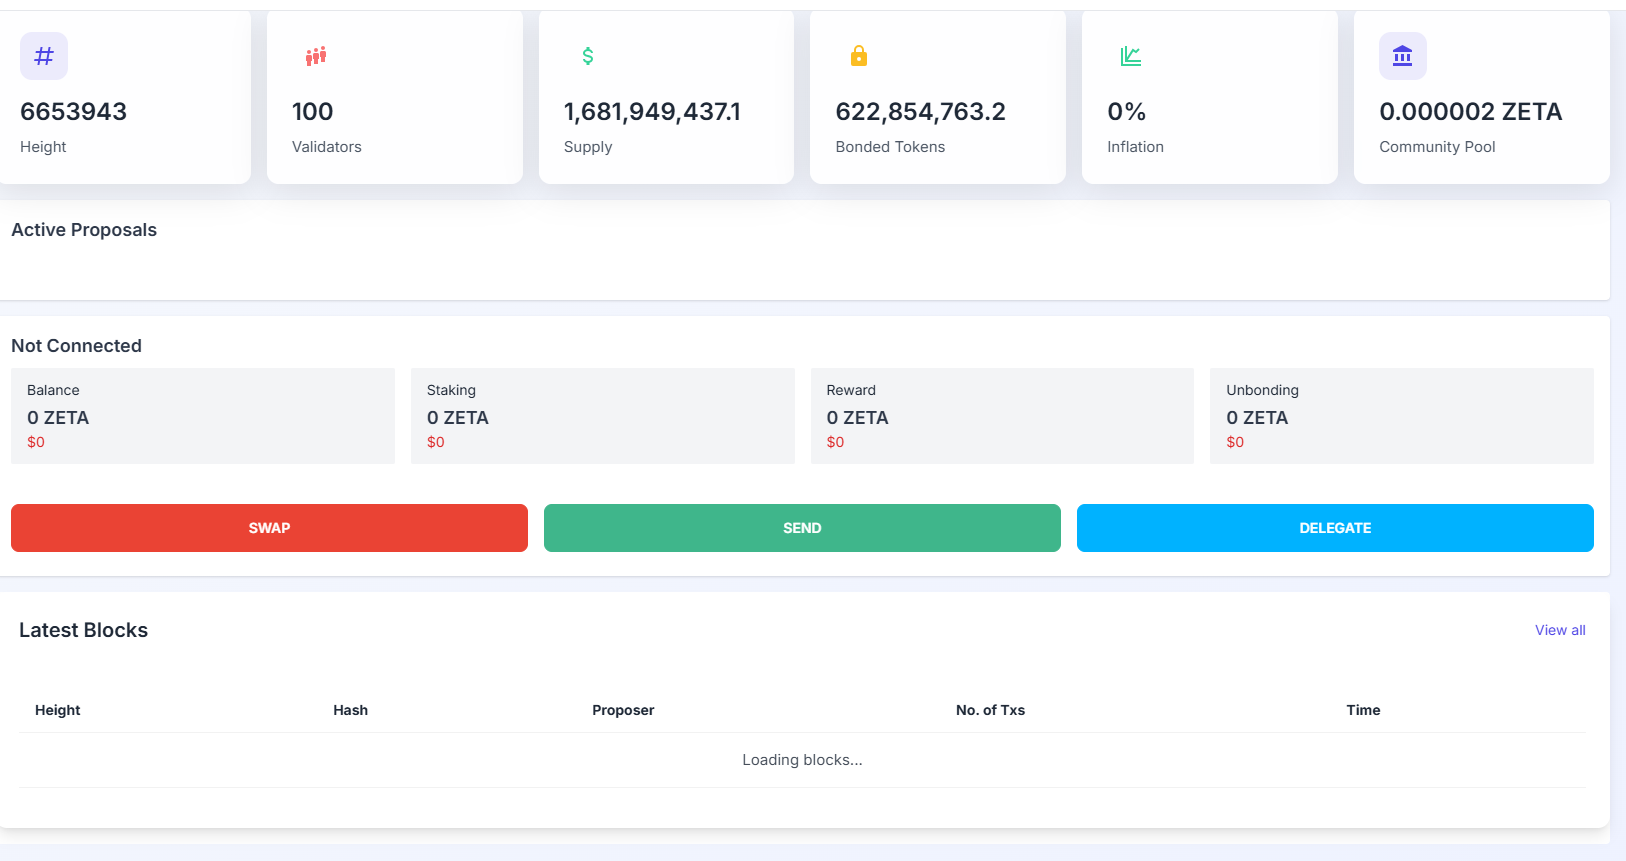 6653943
Height
100
Validators
1,681,949,437.1
Supply
622,854,763.2
Bonded Tokens
0%
Inflation
0.000002 ZETA
Community Pool
Active Proposals
Not Connected
Balance
0 ZETA
$0
Staking
0 ZETA
$0
Reward
0 ZETA
$0
Unbonding
0 ZETA
$0
SWAP
SEND
DELEGATE
Latest Blocks
View all
Height Hash Proposer No. of Txs Time
Loading blocks...